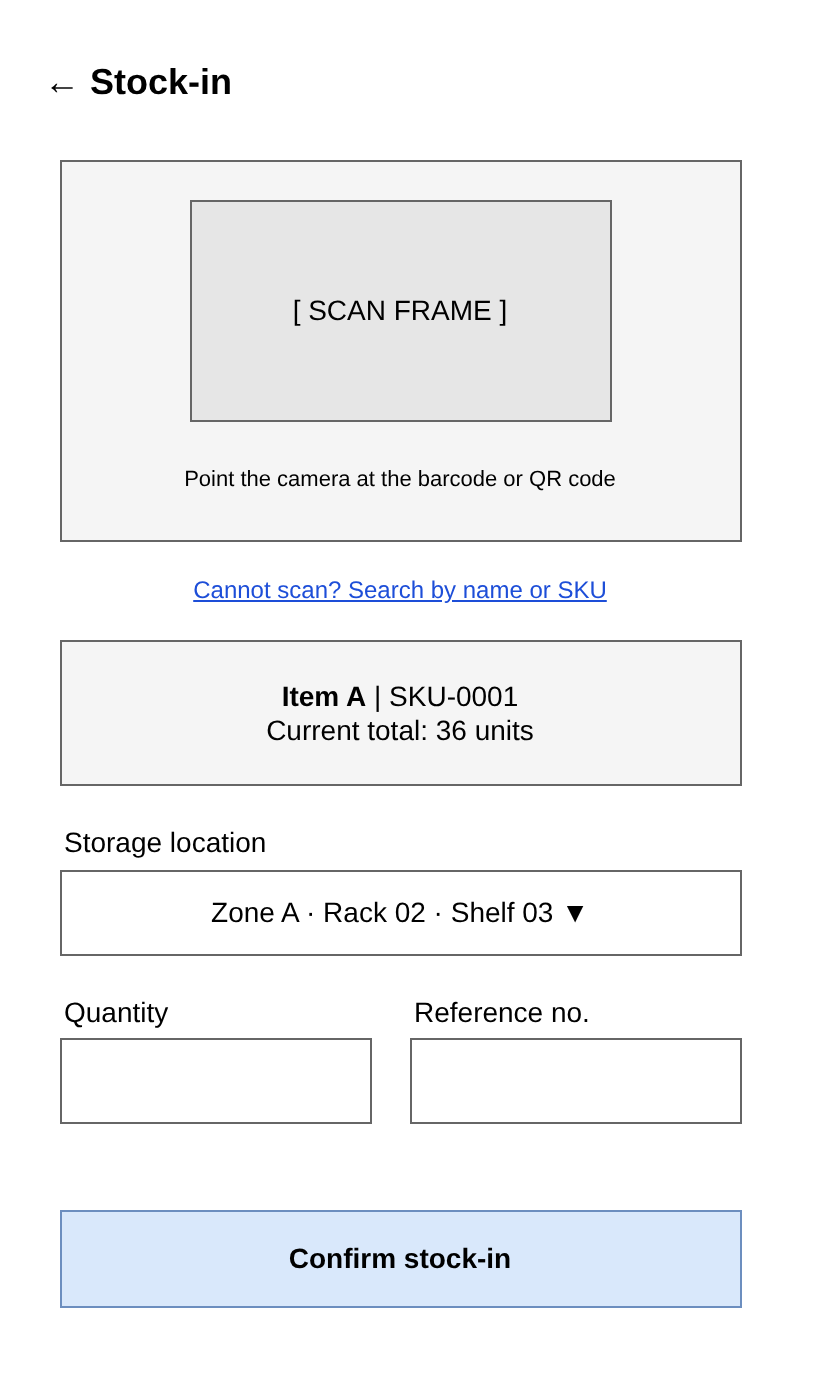 ← Stock-in
[ SCAN FRAME ]
Point the camera at the barcode or QR code
Cannot scan? Search by name or SKU
Item A | SKU-0001
Current total: 36 units
Storage location
Zone A · Rack 02 · Shelf 03 ▼
Quantity
Reference no.
Confirm stock-in